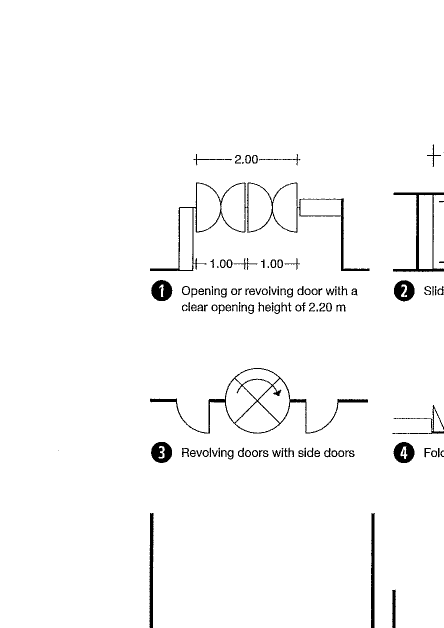 2.00
1.00 1.00
1 Opening or revolving door with a
clear opening height of 2.20 m
2 Slid
3 Revolving doors with side doors
4 Fold